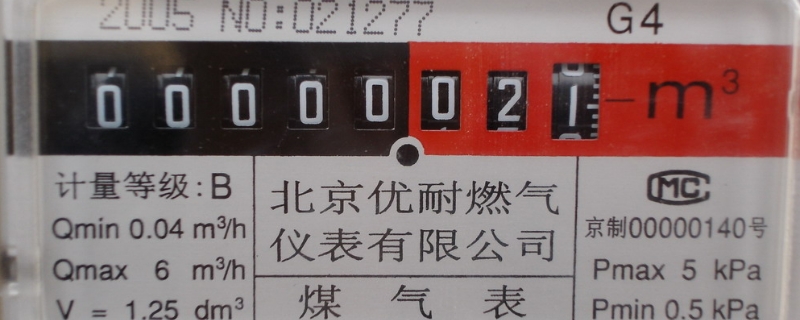 2005 NO:021277
G4
00000021 m³
计量等级:B
Qmin 0.04 m³/h
Qmax 6 m³/h
V = 1.25 dm³
北京优耐燃气
仪表有限公司
煤气表
MC
京制00000140号
Pmax 5 kPa
Pmin 0.5 kPa